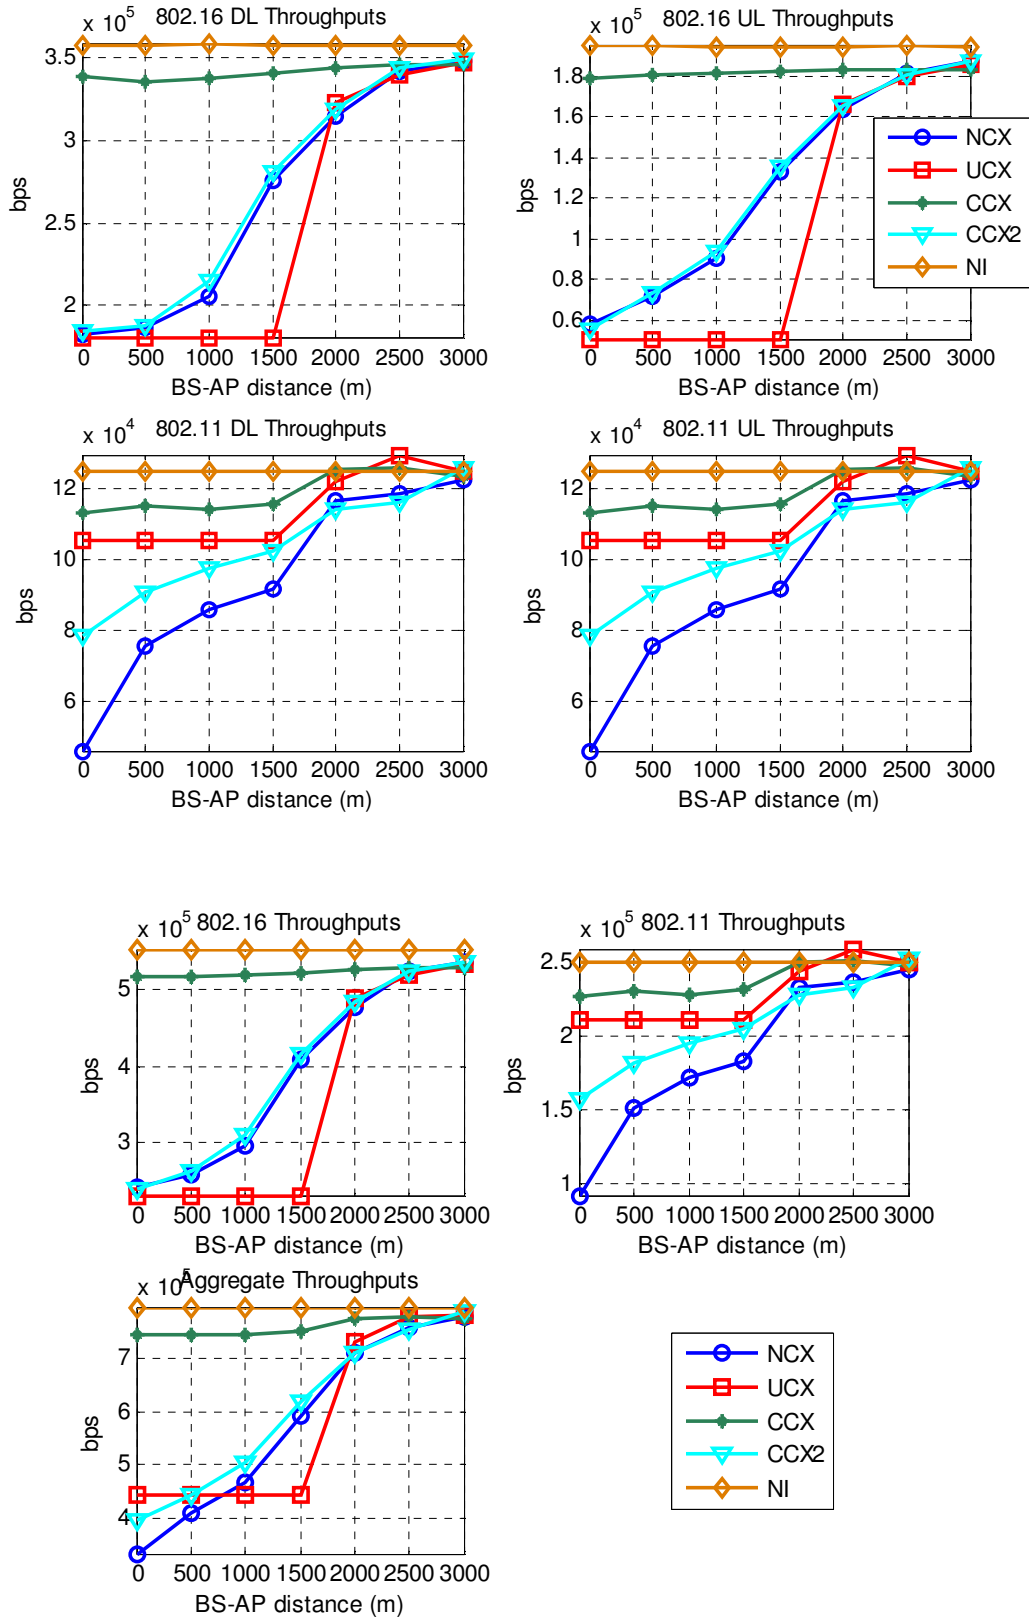 x 10^5 802.16 DL Throughputs
3.5
3
2.5
2
bps
0 500 1000 1500 2000 2500 3000
BS-AP distance (m)
x 10^5 802.16 UL Throughputs
1.8
1.6
1.4
1.2
1
0.8
0.6
bps
0 500 1000 1500 2000 2500 3000
BS-AP distance (m)
NCX
UCX
CCX
CCX2
NI
x 10^4 802.11 DL Throughputs
12
10
8
6
bps
0 500 1000 1500 2000 2500 3000
BS-AP distance (m)
x 10^4 802.11 UL Throughputs
12
10
8
6
bps
0 500 1000 1500 2000 2500 3000
BS-AP distance (m)
x 10^5 802.16 Throughputs
5
4
3
bps
0 500 1000 1500 2000 2500 3000
BS-AP distance (m)
x 10^5 802.11 Throughputs
2.5
2
1.5
1
bps
0 500 1000 1500 2000 2500 3000
BS-AP distance (m)
x 10^5 Aggregate Throughputs
7
6
5
4
bps
0 500 1000 1500 2000 2500 3000
BS-AP distance (m)
NCX
UCX
CCX
CCX2
NI